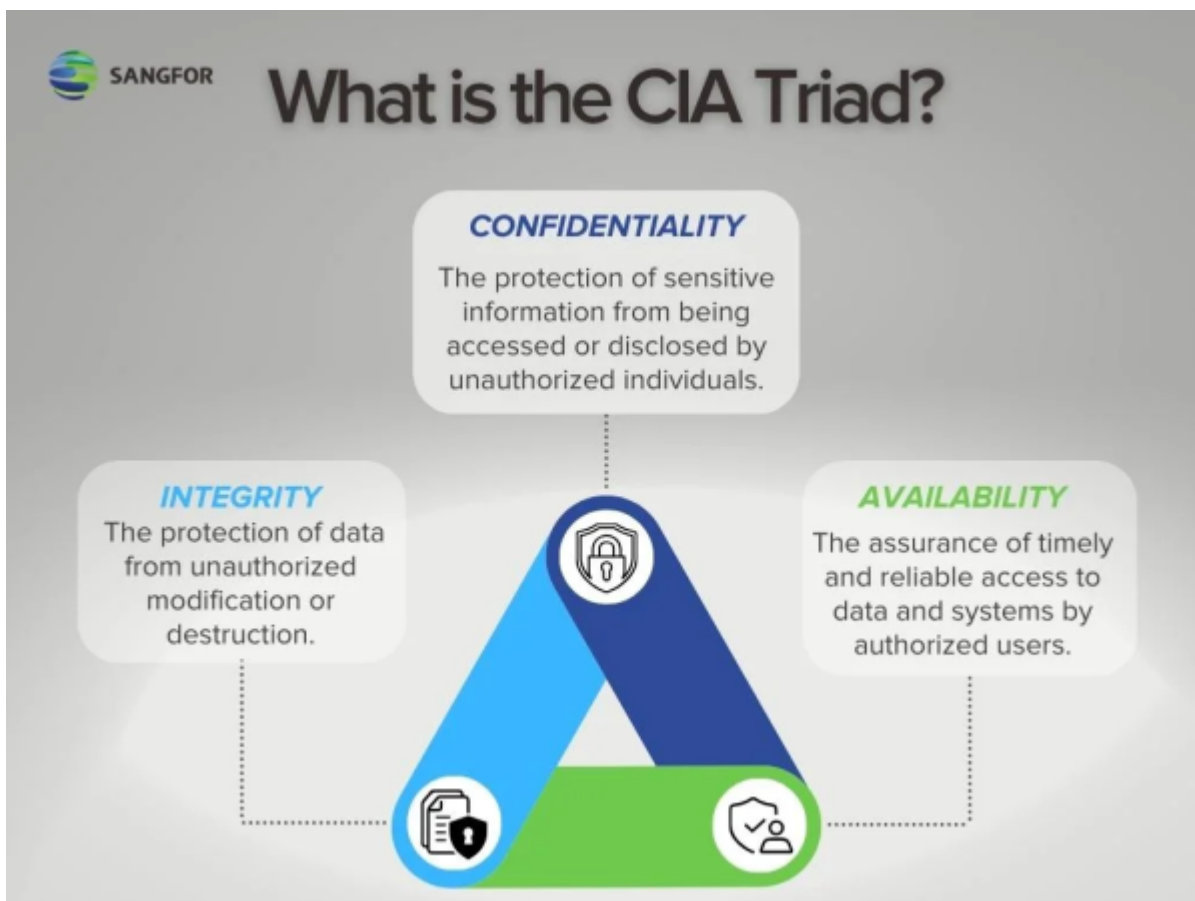 SANGFOR
What is the CIA Triad?
CONFIDENTIALITY
The protection of sensitive
information from being
accessed or disclosed by
unauthorized individuals.
INTEGRITY
The protection of data
from unauthorized
modification or
destruction.
AVAILABILITY
The assurance of timely
and reliable access to
data and systems by
authorized users.